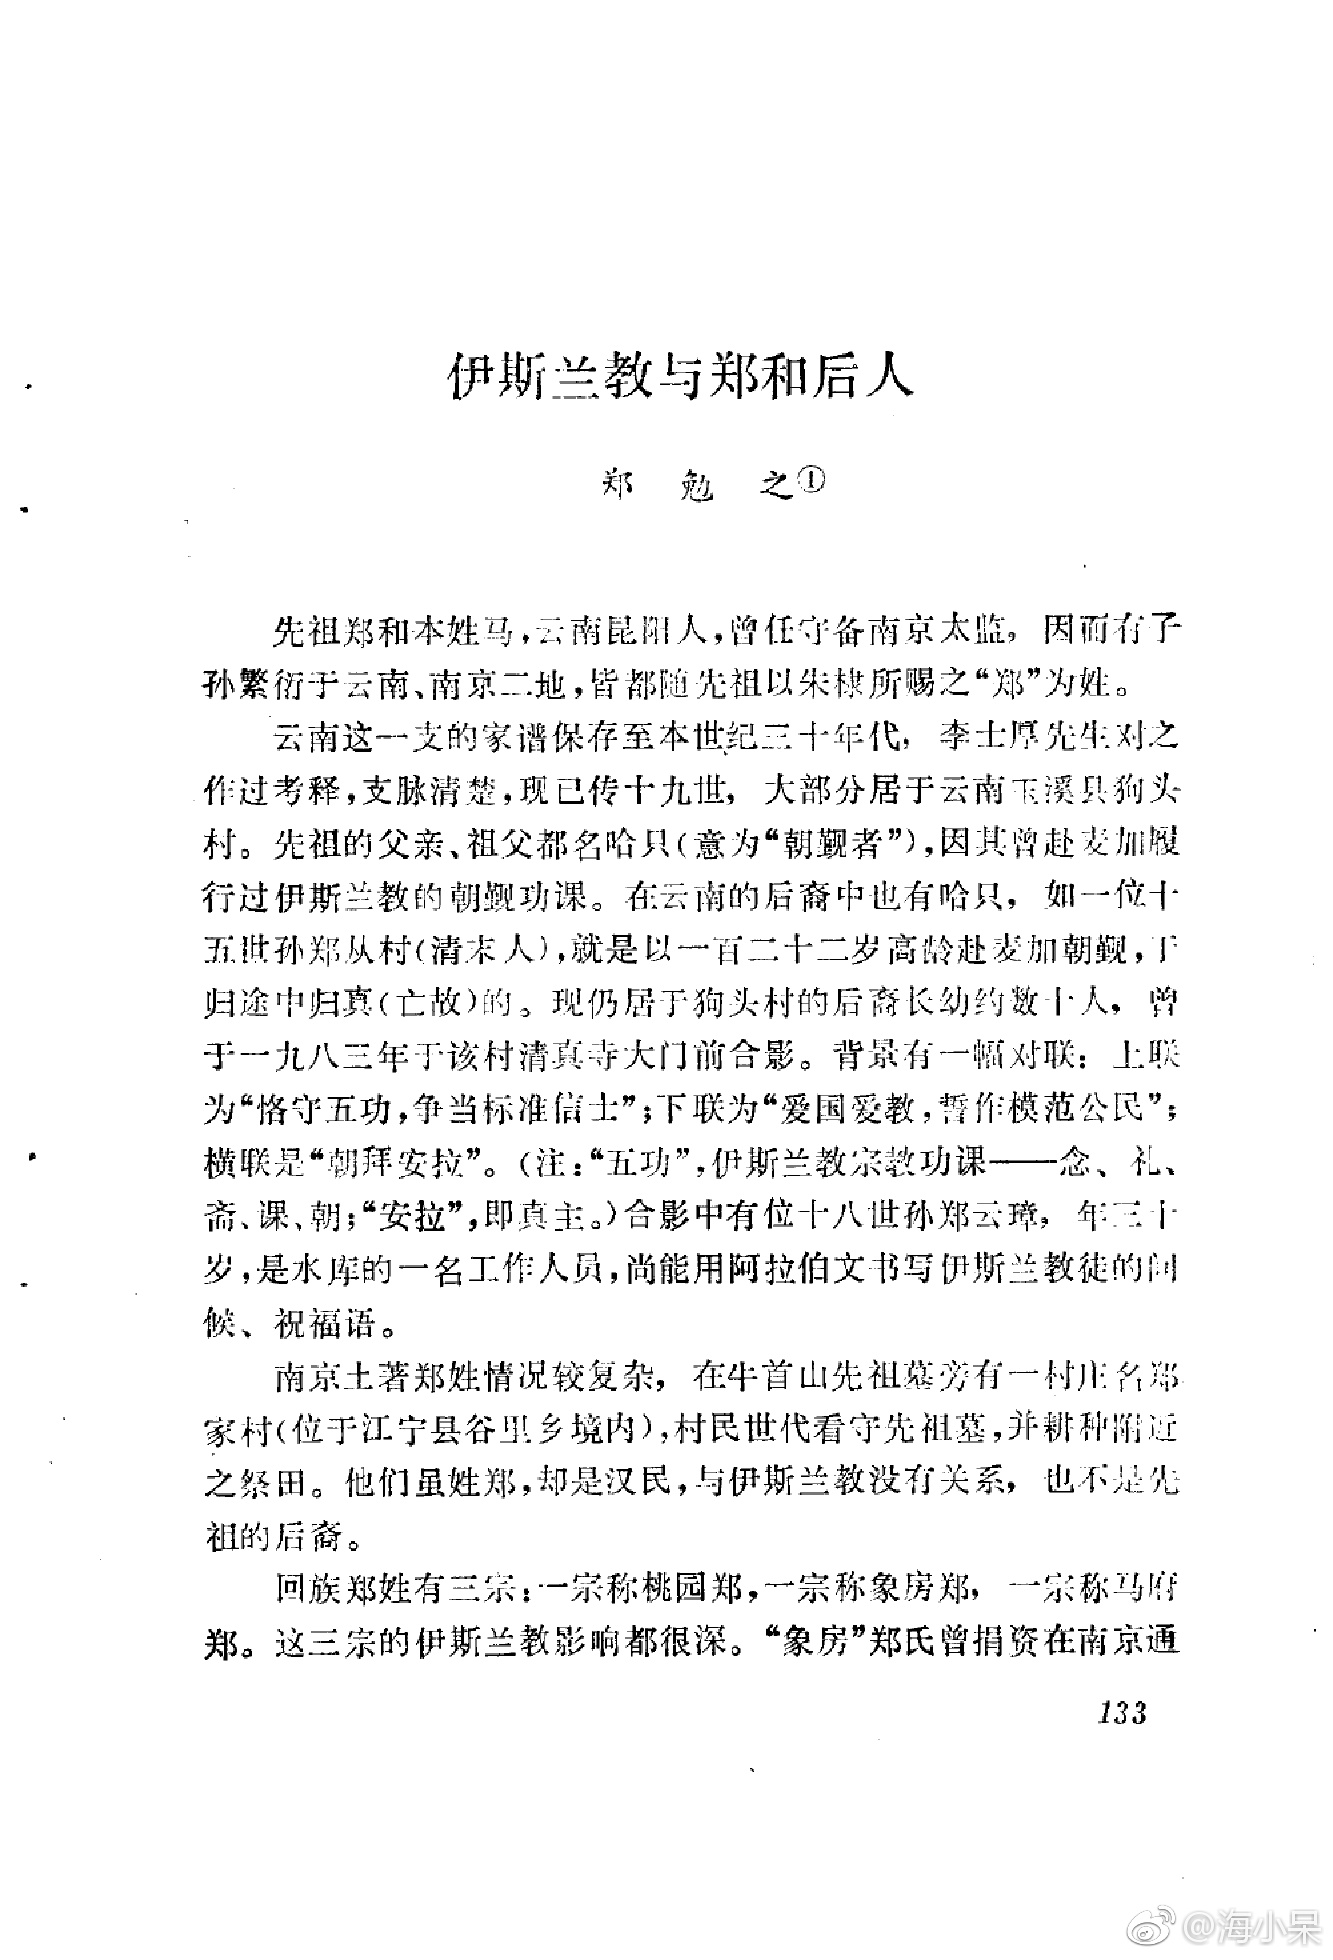 伊斯兰教与郑和后人
郑 勉 之①
先祖郑和本姓马，云南昆阳人，曾任守备南京太监，因而有子
孙繁衍于云南、南京二地，皆都随先祖以朱棣所赐之“郑”为姓。
云南这一支的家谱保存至本世纪三十年代，李士厚先生对之
作过考释，支脉清楚，现已传十九世，大部分居于云南玉溪县狗头
村。先祖的父亲、祖父都名哈只（意为“朝觐者”），因其曾赴麦加履
行过伊斯兰教的朝觐功课。在云南的后裔中也有哈只，如一位十
五世孙郑从村（清末人），就是以一百二十二岁高龄赴麦加朝觐，于
归途中归真（亡故）的。现仍居于狗头村的后裔长幼约数十人，曾
于一九八三年于该村清真寺大门前合影。背景有一幅对联：上联
为“恪守五功，争当标准信士”；下联为“爱国爱教，誓作模范公民”；
横联是“朝拜安拉”。（注：“五功”，伊斯兰教宗教功课——念、礼、
斋、课、朝；“安拉”，即真主。）合影中有位十八世孙郑云璋，年三十
岁，是水库的一名工作人员，尚能用阿拉伯文书写伊斯兰教徒的问
候、祝福语。
南京土著郑姓情况较复杂，在牛首山先祖墓旁有一村庄名郑
家村（位于江宁县谷里乡境内），村民世代看守先祖墓，并耕种附近
之祭田。他们虽姓郑，却是汉民，与伊斯兰教没有关系，也不是先
祖的后裔。
回族郑姓有三宗：一宗称桃园郑，一宗称象房郑，一宗称马府
郑。这三宗的伊斯兰教影响都很深。“象房”郑氏曾捐资在南京通
133
@海小呆